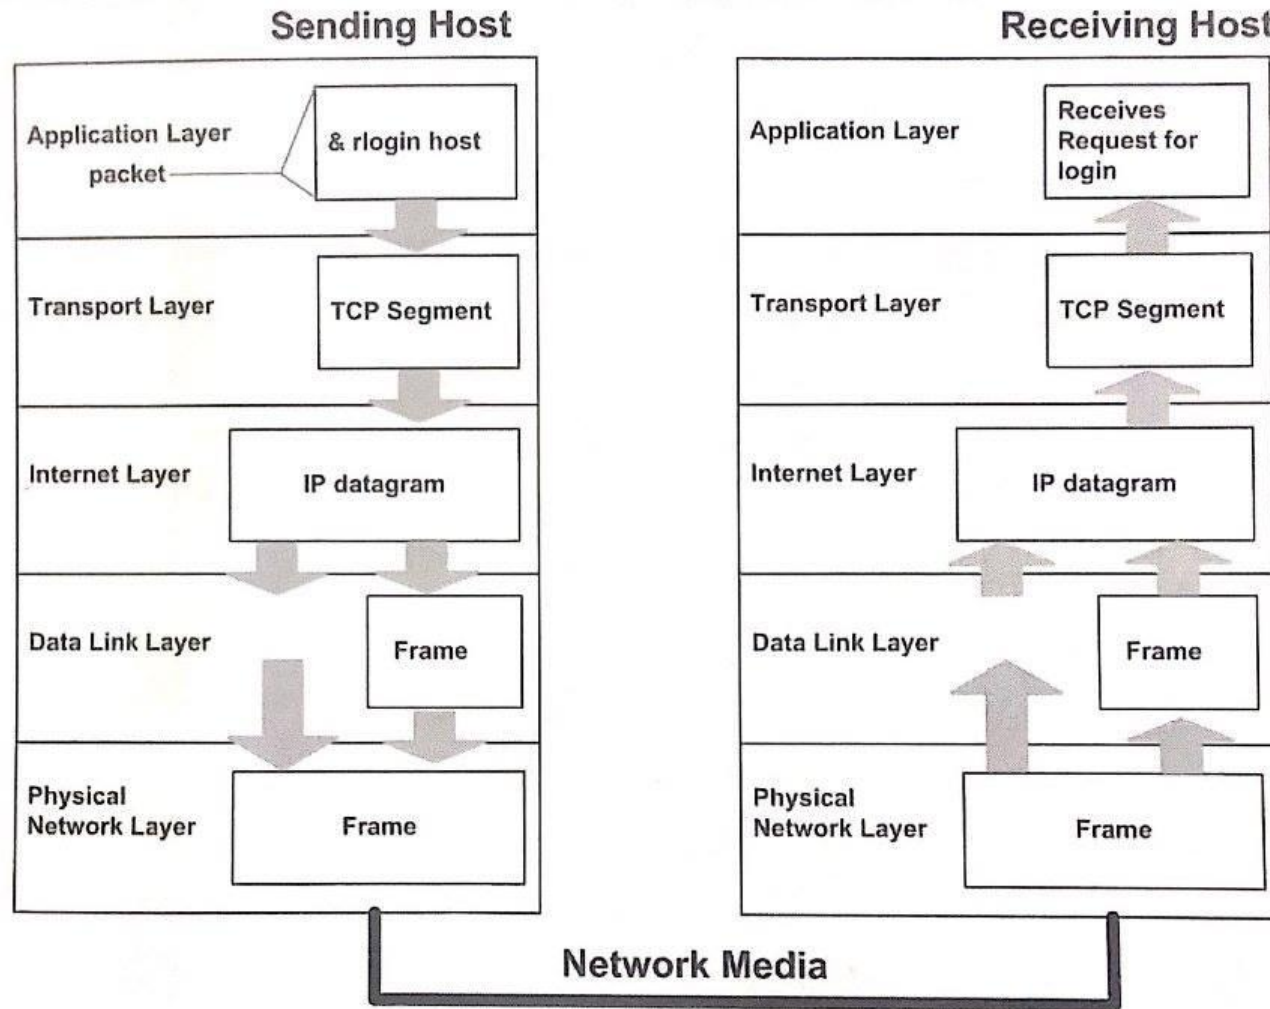 Sending Host
Application Layer
packet
& rlogin host
Transport Layer
TCP Segment
Internet Layer
IP datagram
Data Link Layer
Frame
Physical
Network Layer
Frame
Receiving Host
Application Layer
Receives
Request for
login
Transport Layer
TCP Segment
Internet Layer
IP datagram
Data Link Layer
Frame
Physical
Network Layer
Frame
Network Media